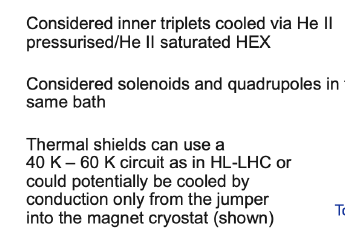 Considered inner triplets cooled via He II
pressurised/He II saturated HEX
Considered solenoids and quadrupoles in
same bath
Thermal shields can use a
40 K – 60 K circuit as in HL-LHC or
could potentially be cooled by
conduction only from the jumper
into the magnet cryostat (shown)